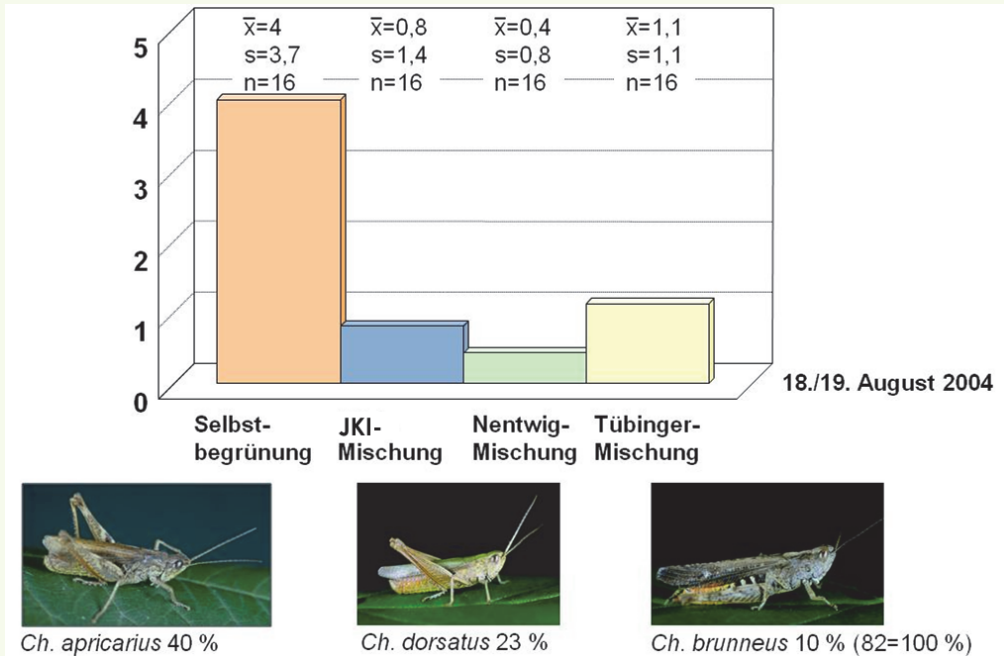 x̅=4 x̅=0,8 x̅=0,4 x̅=1,1
s=3,7 s=1,4 s=0,8 s=1,1
n=16 n=16 n=16 n=16
5
4
3
2
1
0
18./19. August 2004
Selbst- JKI- Nentwig- Tübinger-
begrünung Mischung Mischung Mischung
Ch. apricarius 40 % Ch. dorsatus 23 % Ch. brunneus 10 % (82=100 %)